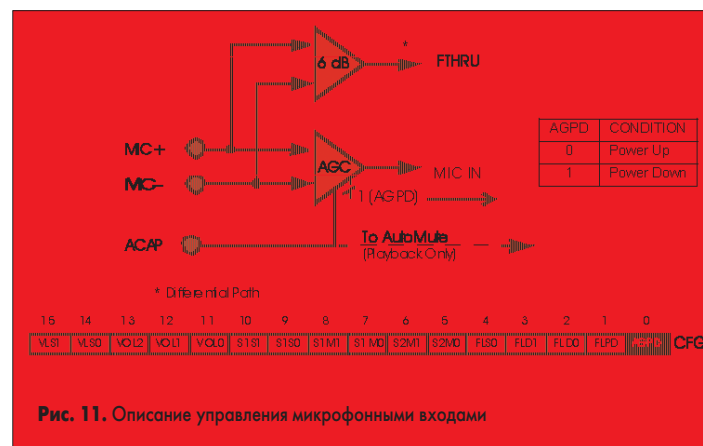 *
6 dB
FTHRU
AGPD CONDITION
0 Power Up
1 Power Down
MIC+
AGC
MIC IN
MIC-
1 (AGPD)
ACAP
To AutoMute
(Playback Only)
* Differential Path
15 14 13 12 11 10 9 8 7 6 5 4 3 2 1 0
VLS1 VLS0 VOL2 VOL1 VOL0 S1S1 S1S0 S1M1 S1M0 S2M1 S2M0 FLS0 FLD1 FLD0 FLPD AGPD CFG
Рис. 11. Описание управления микрофонными входами